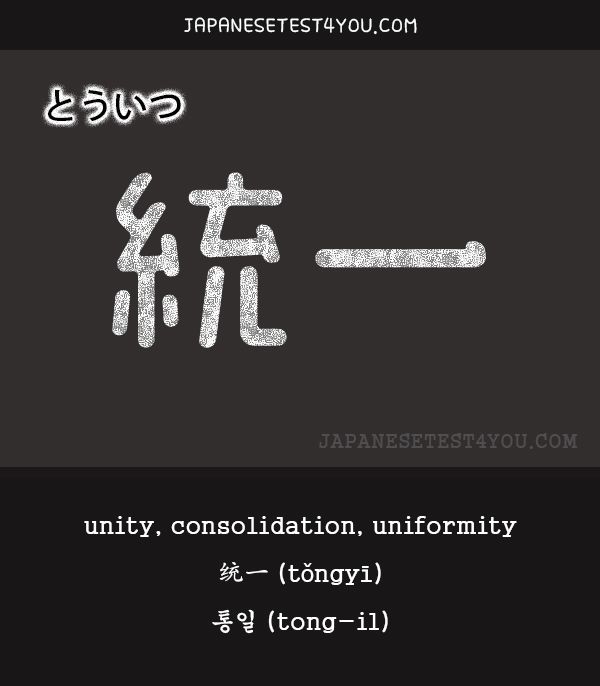 JAPANESETEST4YOU.COM
とういつ
統一
JAPANESETEST4YOU.COM
unity, consolidation, uniformity
统一 (tǒngyī)
통일 (tong-il)